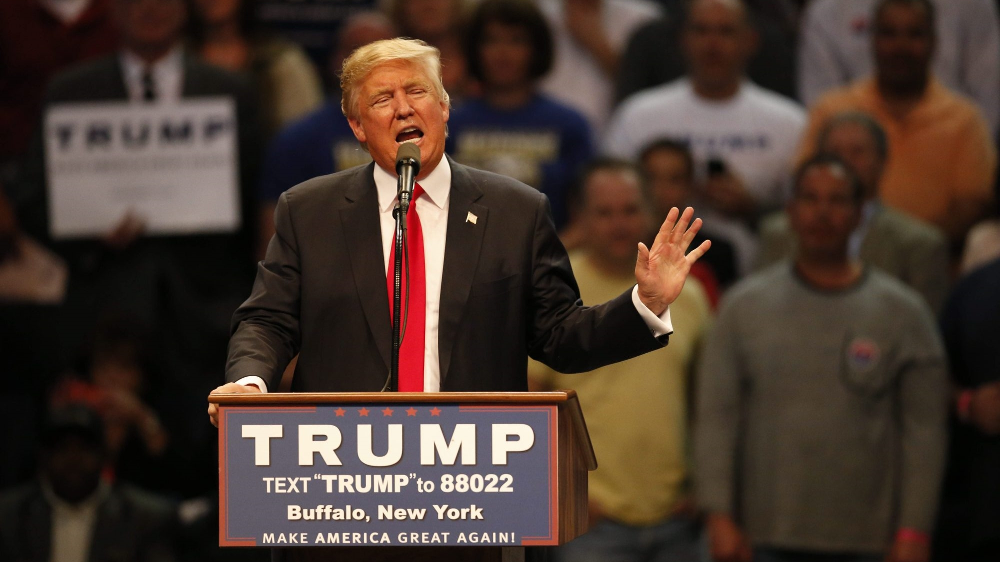 TRUMP
TRUMP
TEXT “TRUMP” to 88022
Buffalo, New York
MAKE AMERICA GREAT AGAIN!